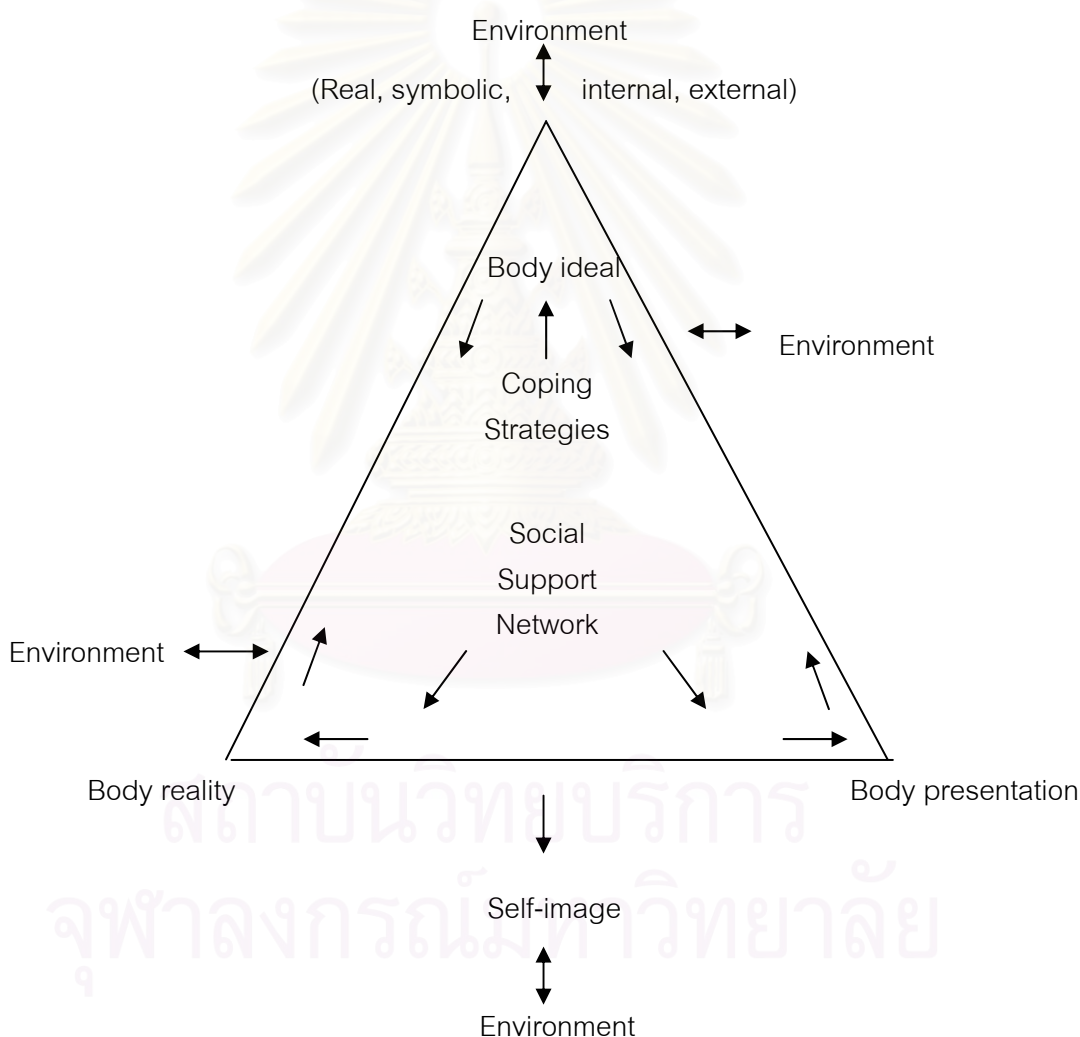 Environment
(Real, symbolic, internal, external)
Body ideal
Environment
Coping
Strategies
Social
Support
Network
Environment
Body reality
Body presentation
สถาบันวิทยบริการ
จุฬาลงกรณ์มหาวิทยาลัย
Self-image
Environment